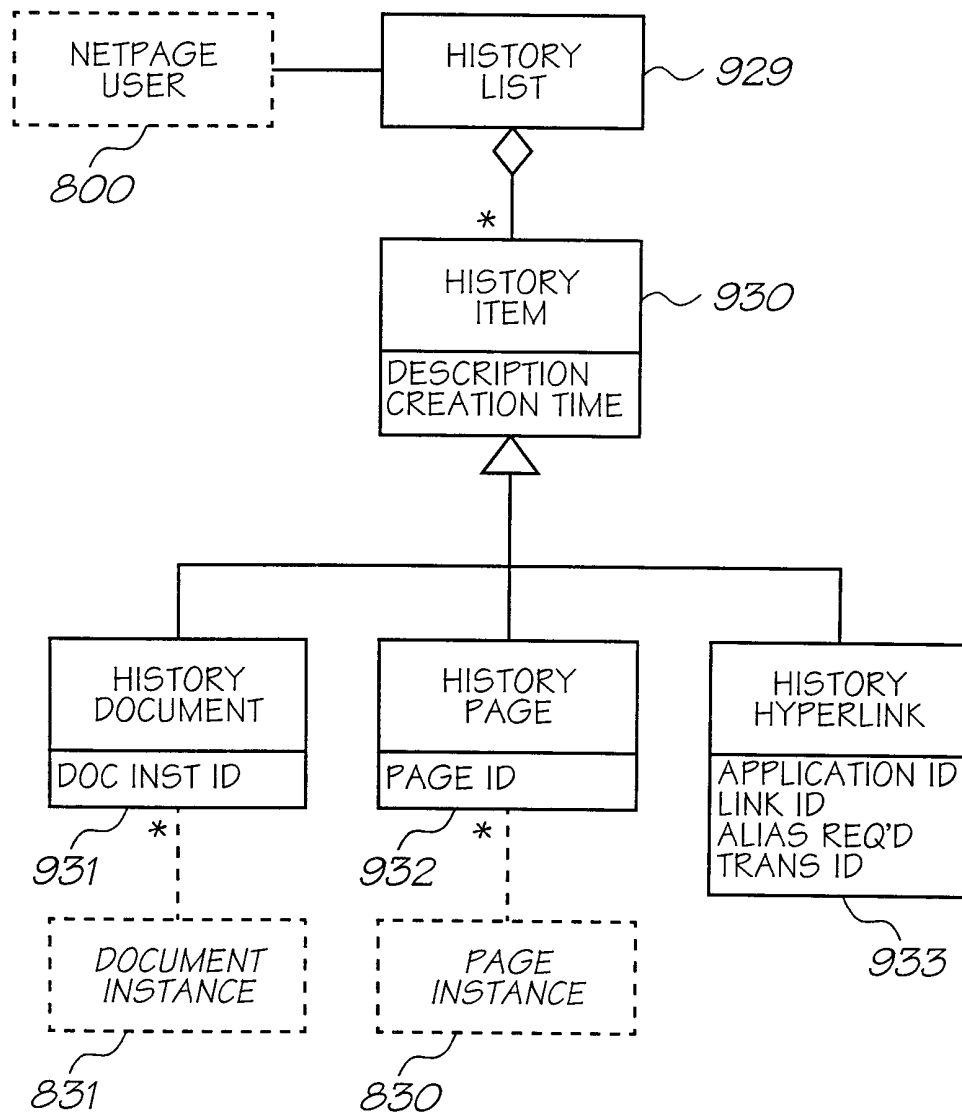 NETPAGE
USER
800
HISTORY
LIST
929
*
HISTORY
ITEM
930
DESCRIPTION
CREATION TIME
HISTORY
DOCUMENT
DOC INST ID
931
*
DOCUMENT
INSTANCE
831
HISTORY
PAGE
PAGE ID
932
*
PAGE
INSTANCE
830
HISTORY
HYPERLINK
APPLICATION ID
LINK ID
ALIAS REQ'D
TRANS ID
933